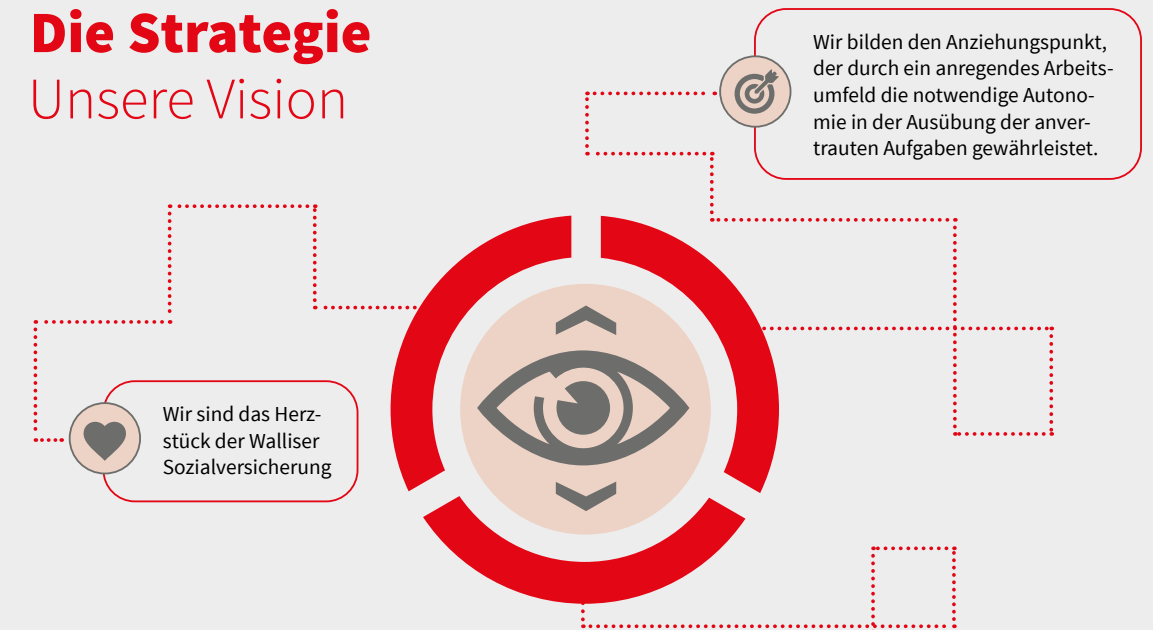 Die Strategie
Unsere Vision
Wir bilden den Anziehungspunkt,
der durch ein anregendes Arbeits-
umfeld die notwendige Autono-
mie in der Ausübung der anver-
trauten Aufgaben gewährleistet.
Wir sind das Herz-
stück der Walliser
Sozialversicherung